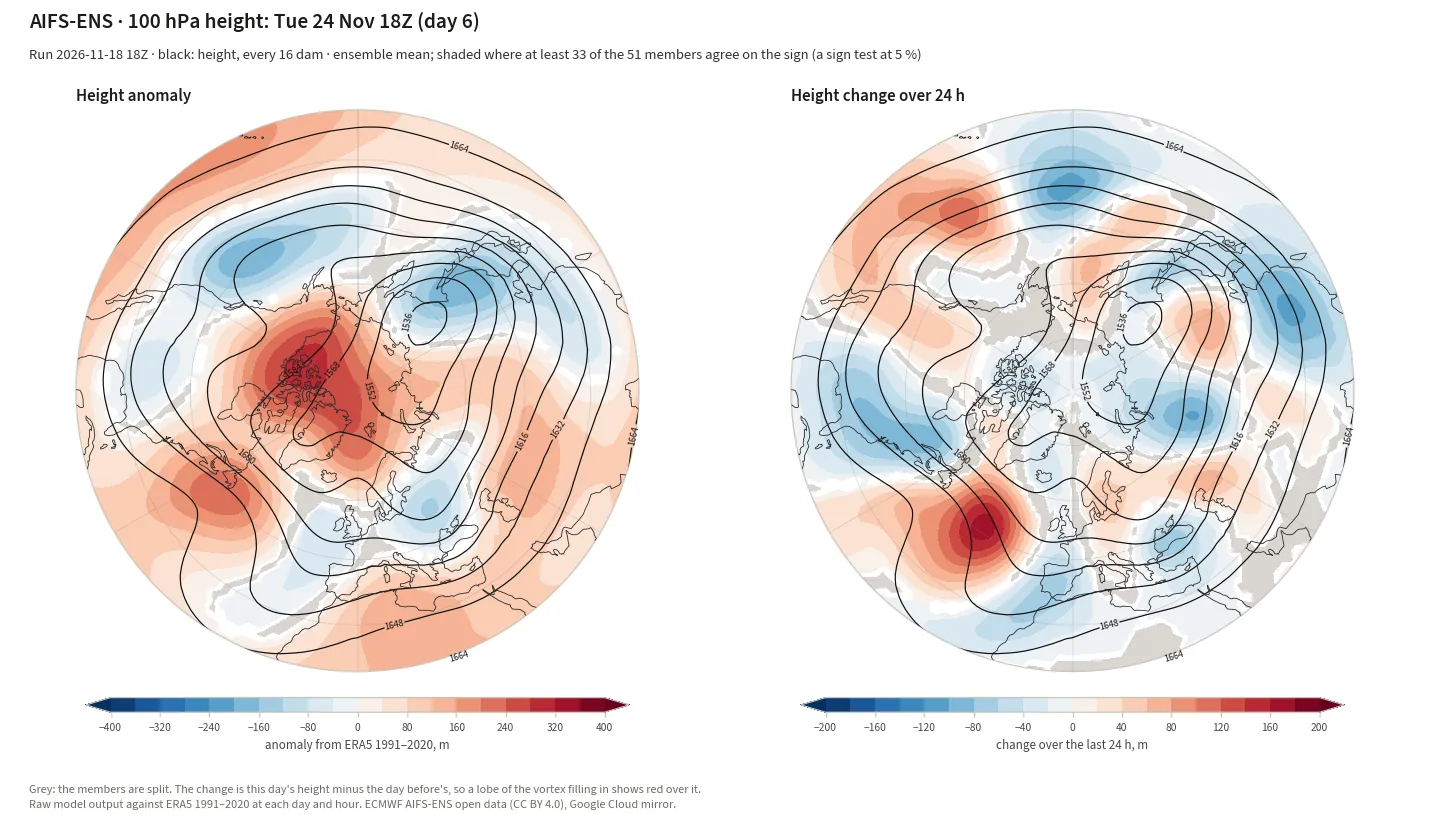 AIFS-ENS · 100 hPa height: Tue 24 Nov 18Z (day 6)
Run 2026-11-18 18Z · black: height, every 16 dam · ensemble mean; shaded where at least 33 of the 51 members agree on the sign (a sign test at 5 %)
Height anomaly
Height change over 24 h
1664
1536
1568
1552
1616
1632
1664
1600
1648
1664
1664
1536
1568
1552
1616
1632
1664
1600
1648
1664
−400 −320 −240 −160 −80 0 80 160 240 320 400
anomaly from ERA5 1991–2020, m
−200 −160 −120 −80 −40 0 40 80 120 160 200
change over the last 24 h, m
Grey: the members are split. The change is this day's height minus the day before's, so a lobe of the vortex filling in shows red over it.
Raw model output against ERA5 1991–2020 at each day and hour. ECMWF AIFS-ENS open data (CC BY 4.0), Google Cloud mirror.